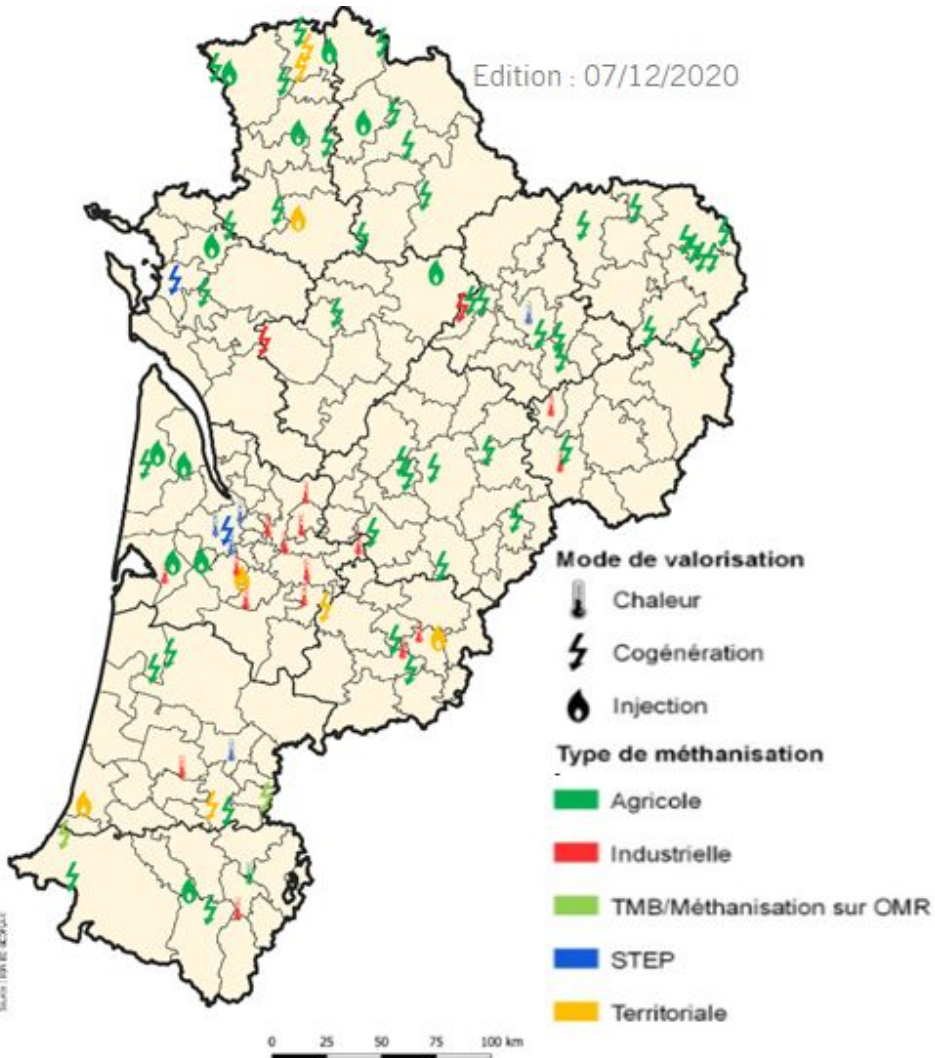 Edition : 07/12/2020
Mode de valorisation
Chaleur
Cogénération
Injection
Type de méthanisation
Agricole
Industrielle
TMB/Méthanisation sur OMR
STEP
Territoriale
0 25 50 75 100 km